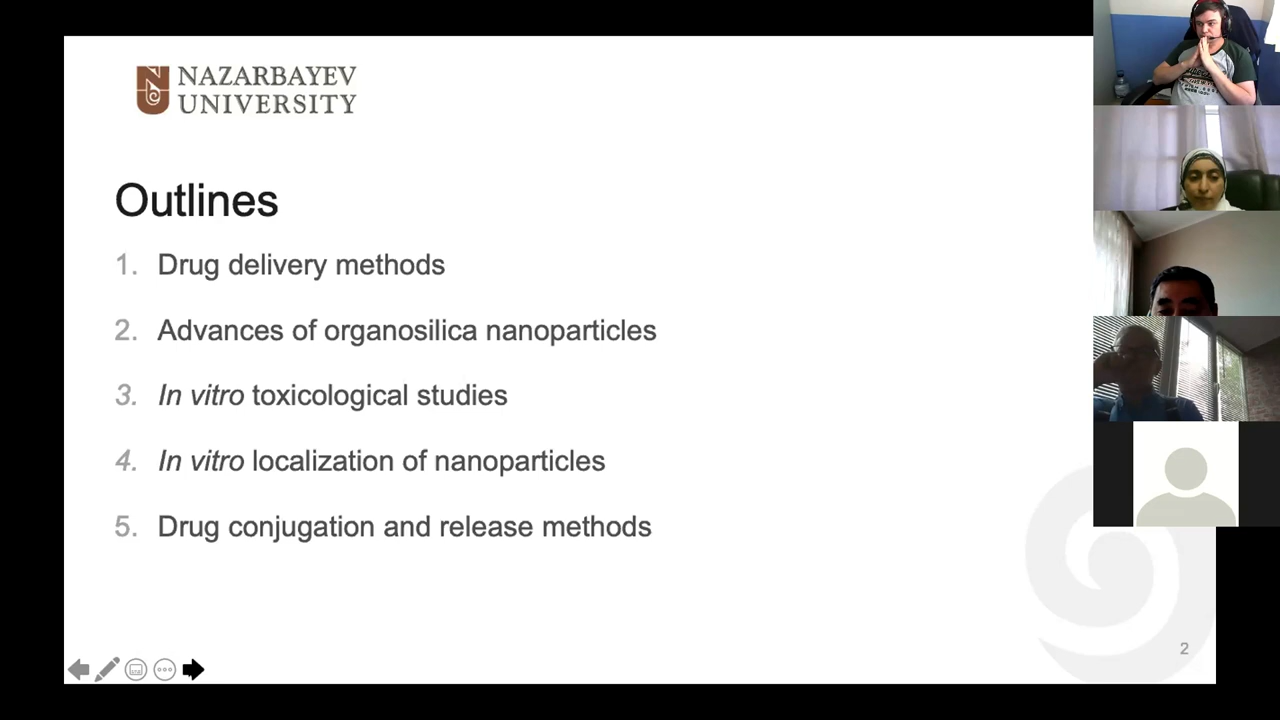 NAZARBAYEV
UNIVERSITY
Outlines
1. Drug delivery methods
2. Advances of organosilica nanoparticles
3. In vitro toxicological studies
4. In vitro localization of nanoparticles
5. Drug conjugation and release methods
2